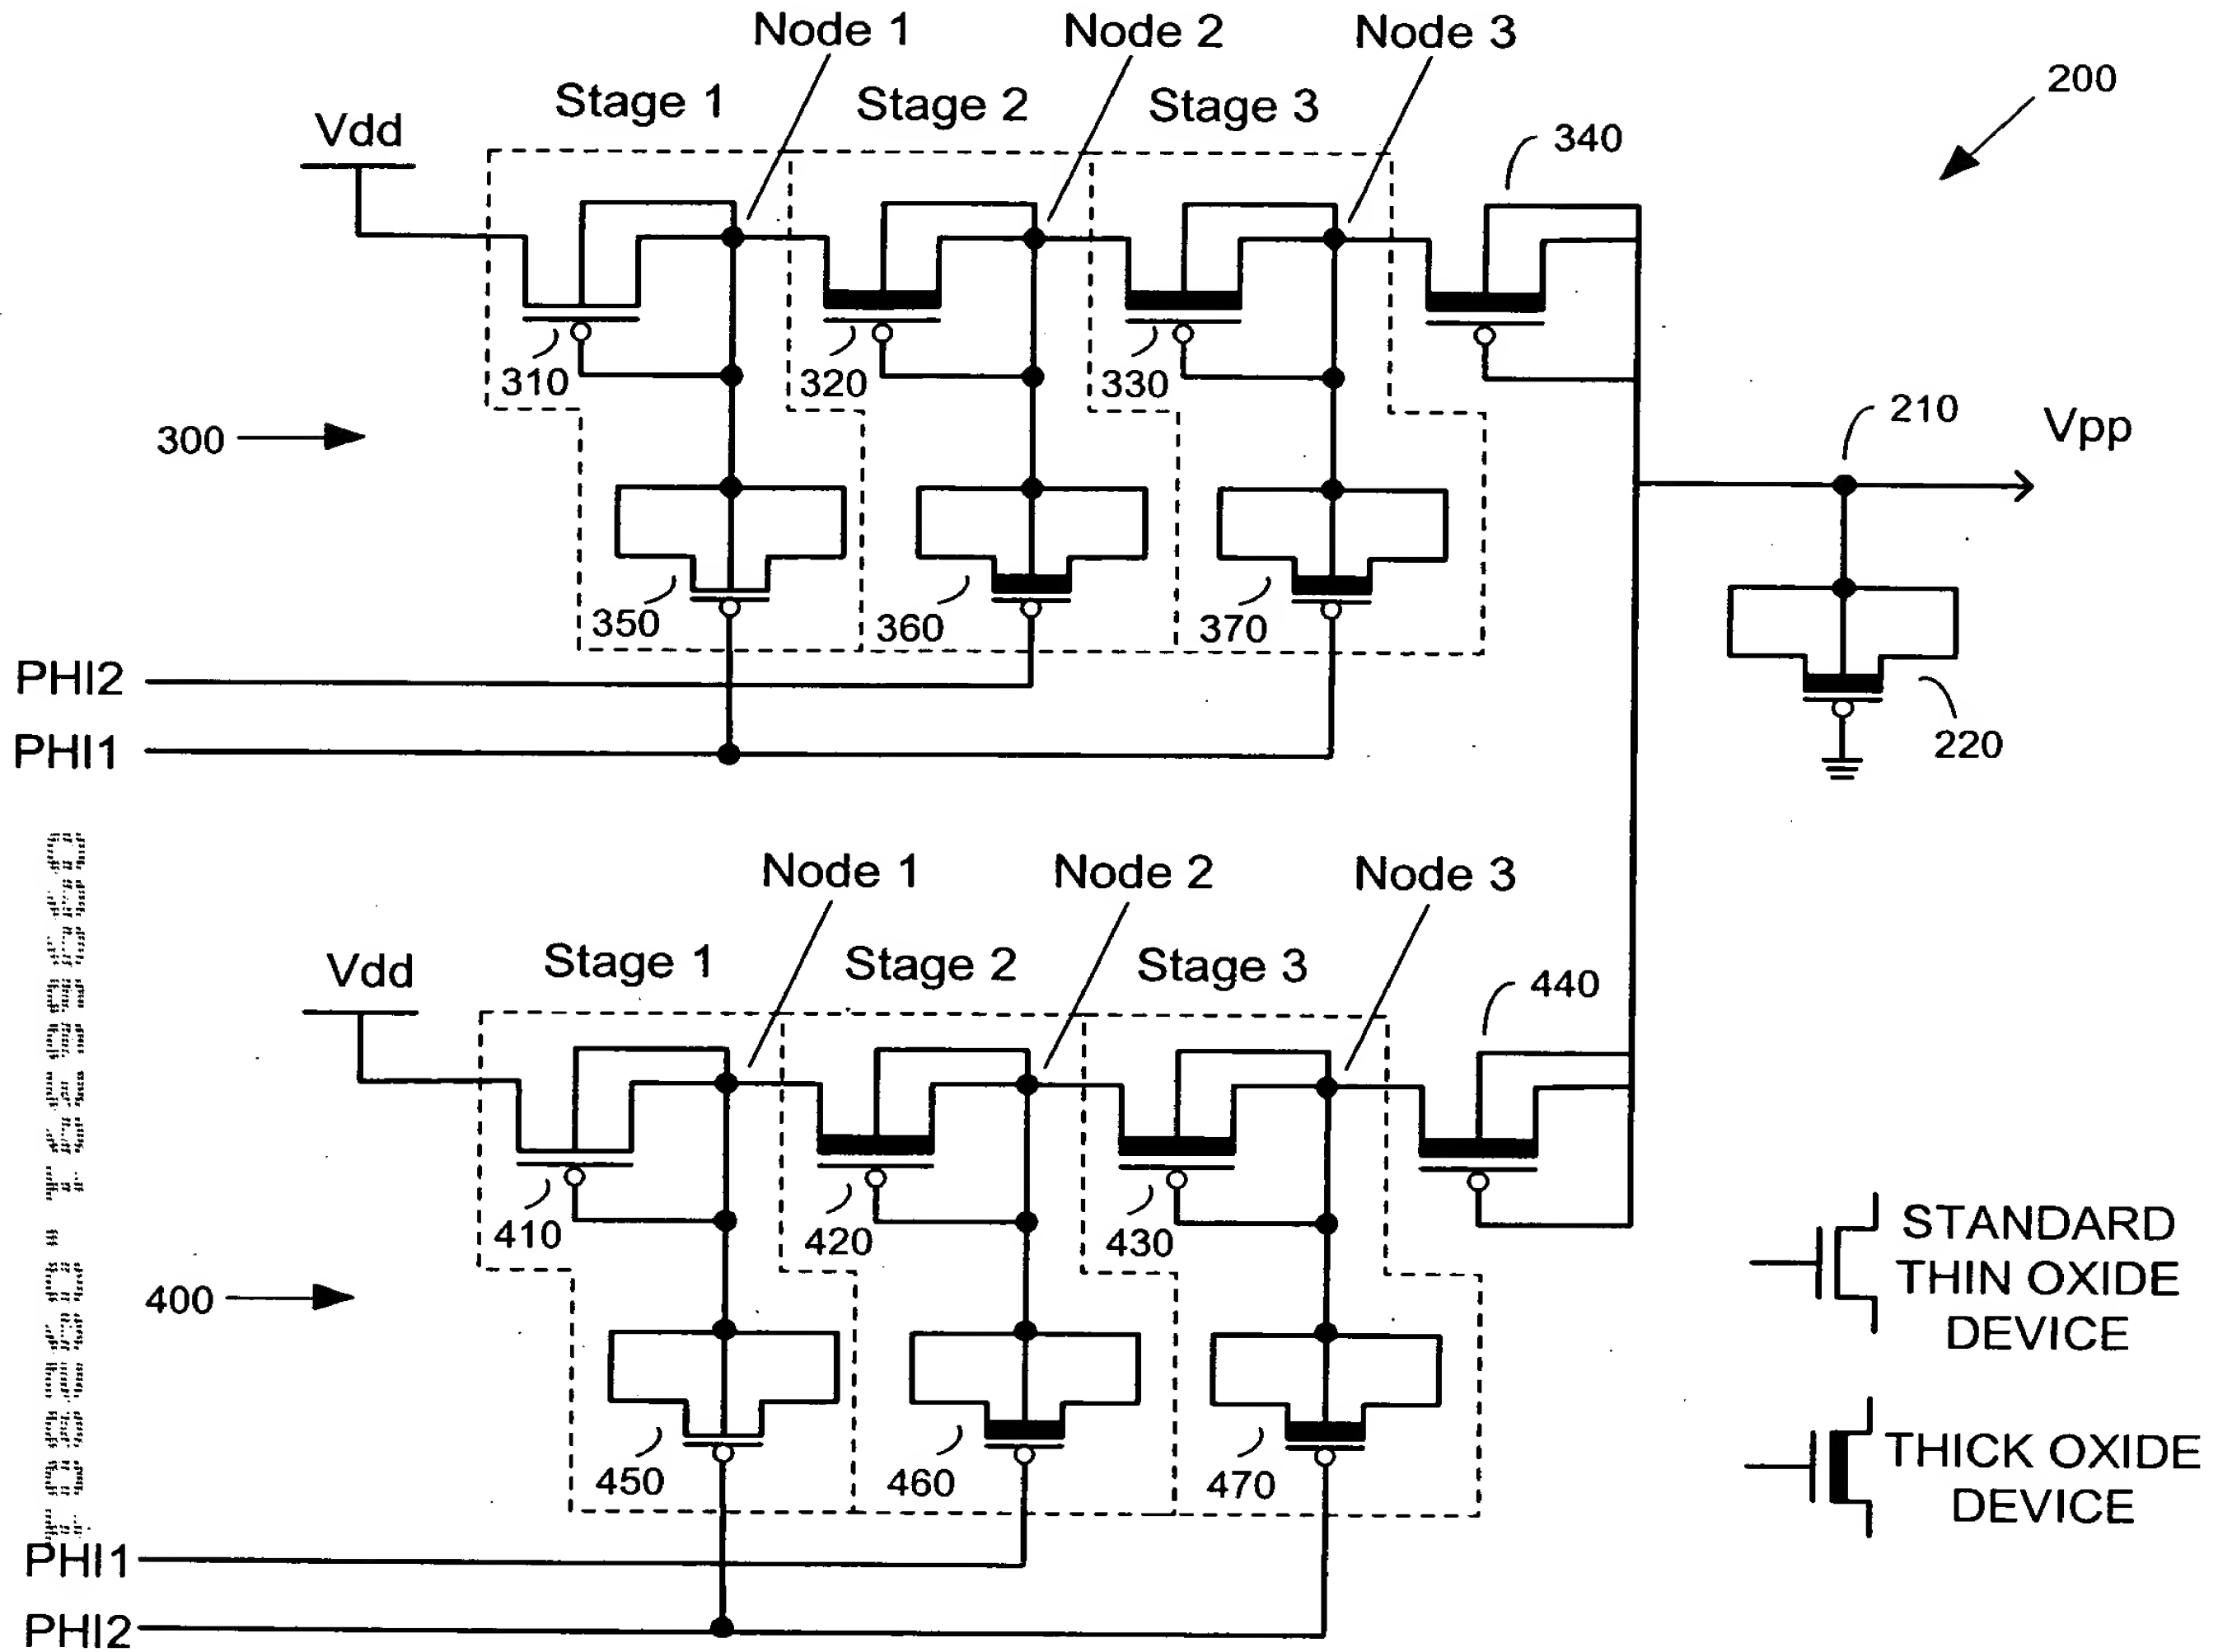 Node 1
Node 2
Node 3
200
Stage 1
Stage 2
Stage 3
Vdd
340
310
320
330
300
210
Vpp
350
360
370
PHI2
PHI1
220
Node 1
Node 2
Node 3
Vdd
Stage 1
Stage 2
Stage 3
440
410
420
430
400
STANDARD
THIN OXIDE
DEVICE
450
460
470
THICK OXIDE
DEVICE
PHI1
PHI2